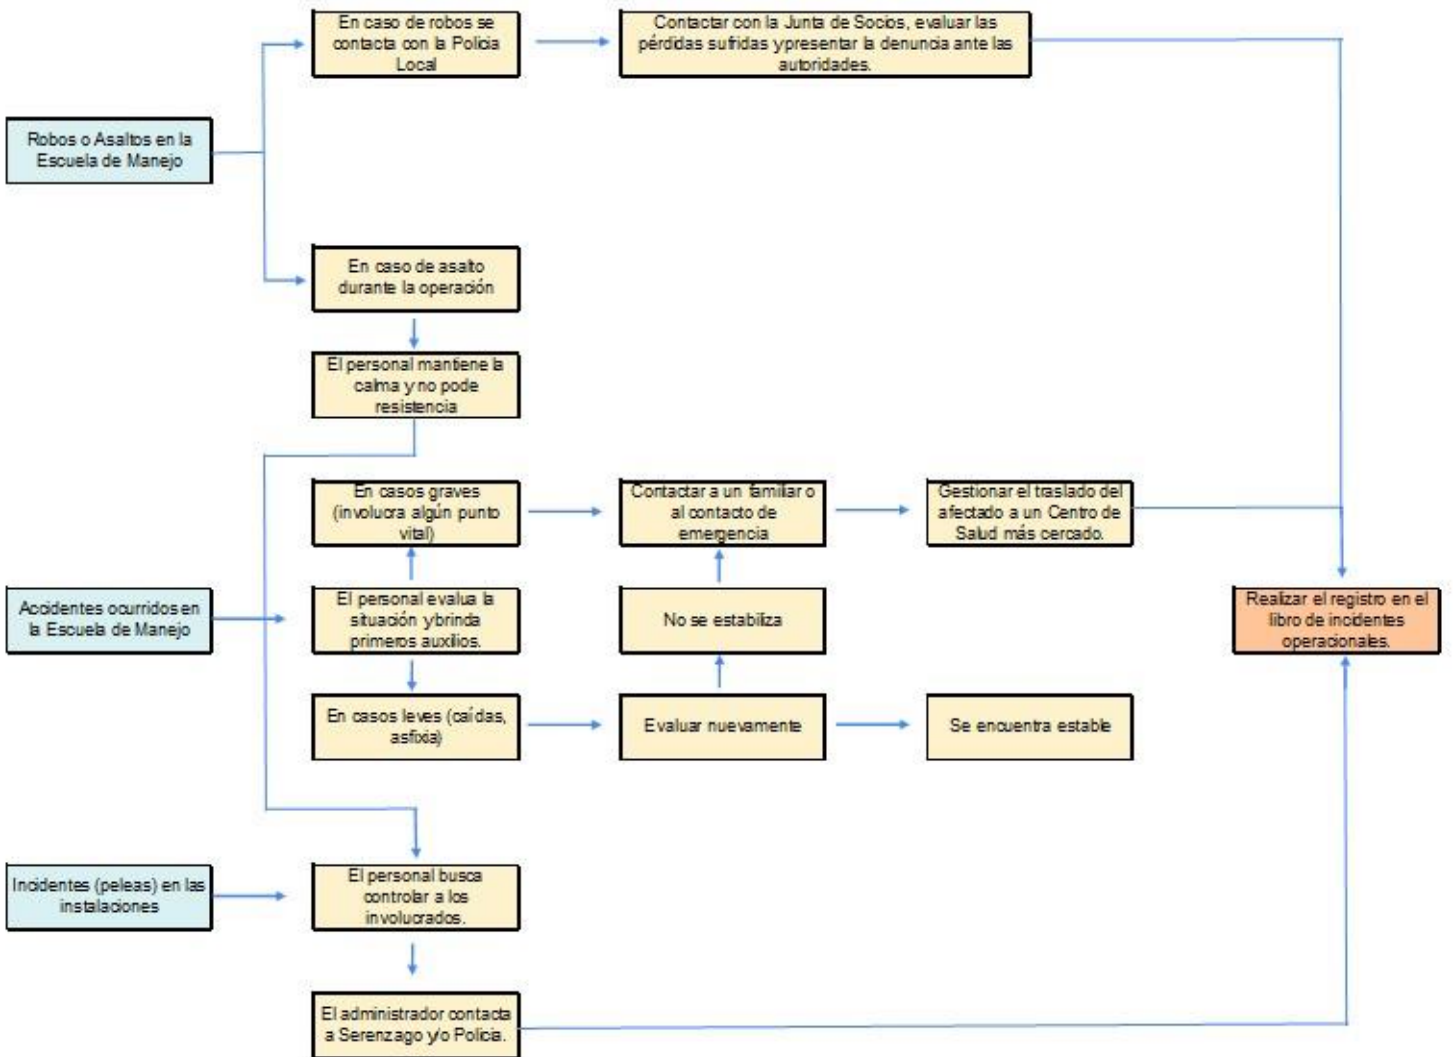 En caso de robos se
contacta con la Policia
Local
Contactar con la Junta de Socios, evaluar las
pérdidas sufridas ypresentar la denuncia ante las
autoridades.
Robos o Asaltos en la
Escuela de Manejo
En caso de asalto
durante la operación
El personal mantiene la
calma y no pode
resistencia
En casos graves
(involucra algún punto
vital)
Contactar a un familiar o
al contacto de
emergencia
Gestionar el traslado del
afectado a un Centro de
Salud más cercado.
Accidentes ocurridos en
la Escuela de Manejo
El personal evalua la
situación ybrinda
primeros auxilios.
No se estabiliza
Realizar el registro en el
libro de incidentes
operacionales.
En casos leves (caídas,
asfixia)
Evaluar nuevamente
Se encuentra estable
Incidentes (peleas) en las
instalaciones
El personal busca
controlar a los
involucrados.
El administrador contacta
a Serenzago y/o Policia.